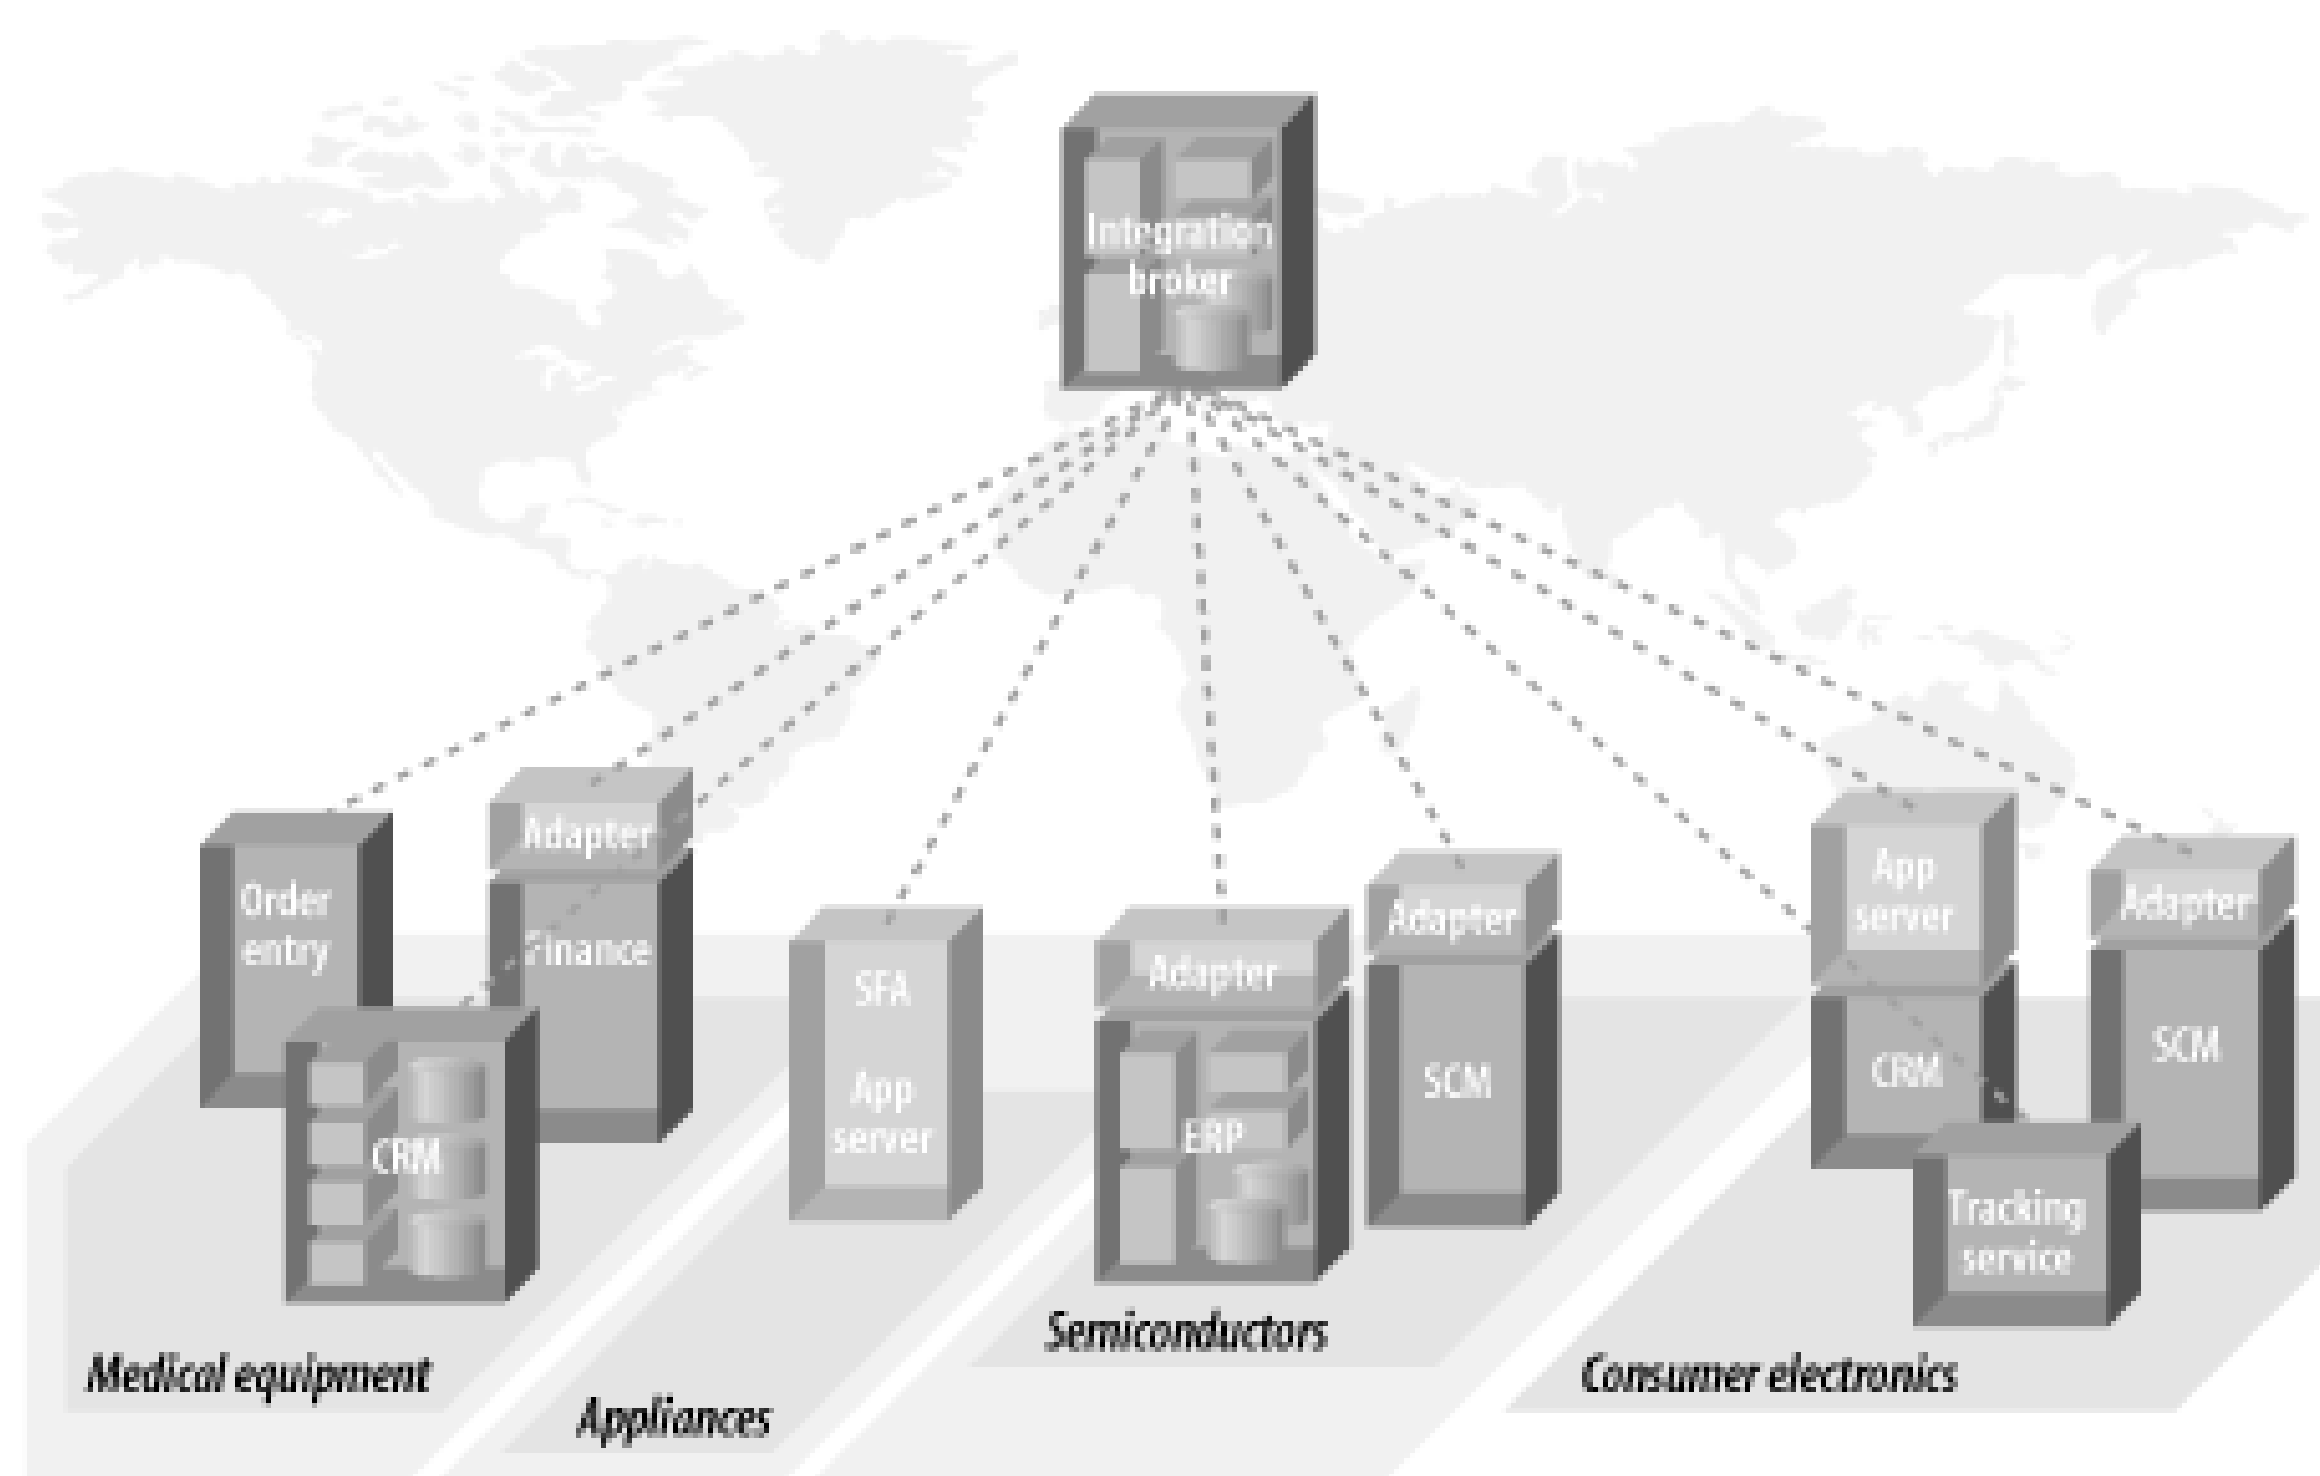 Integration
broker
Order
entry
Adapter
Finance
CRM
Medical equipment
SFA
App
server
Appliances
Adapter
ERP
Adapter
SCM
Semiconductors
App
server
CRM
Adapter
SCM
Tracking
service
Consumer electronics